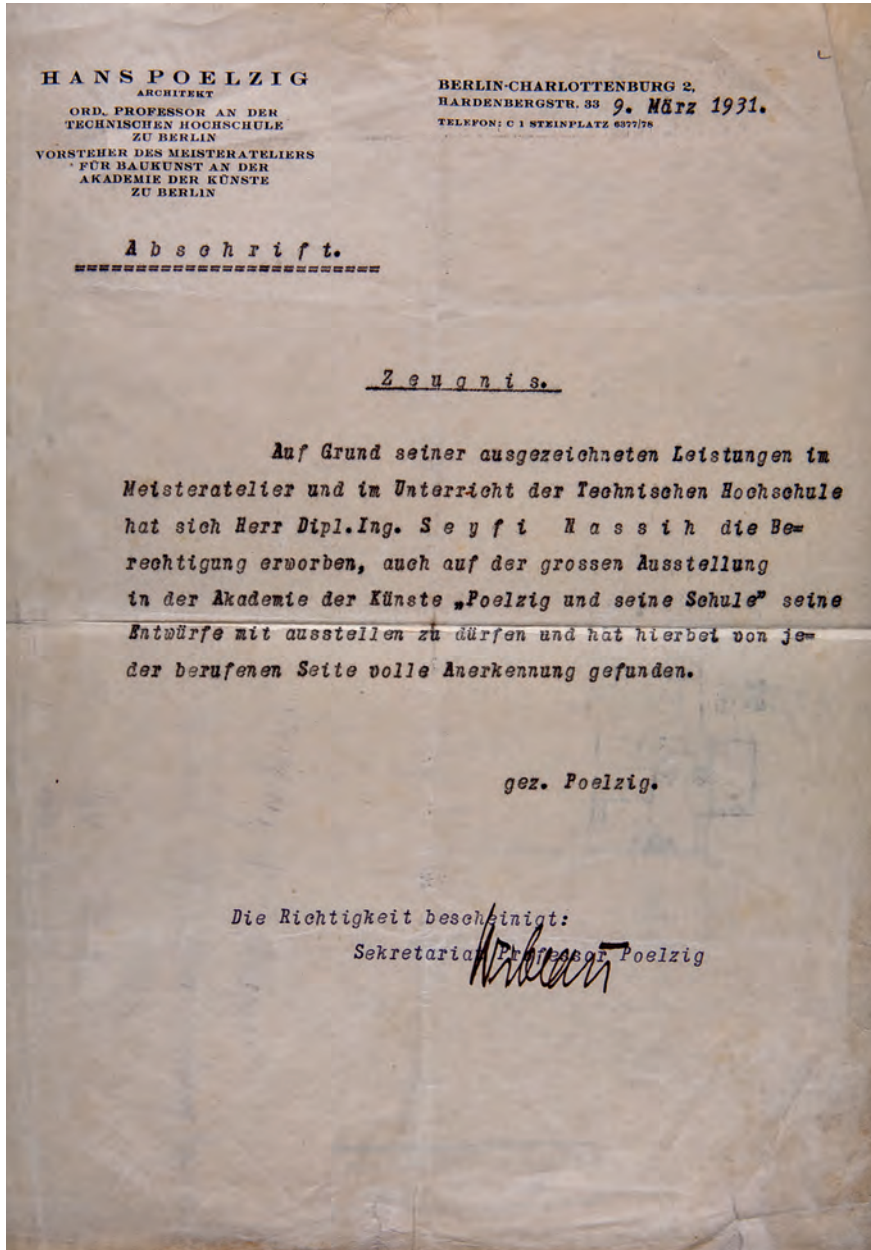 HANS POELZIG
ARCHITEKT
ORD. PROFESSOR AN DER
TECHNISCHEN HOCHSCHULE
ZU BERLIN
VORSTEHER DES MEISTERATELIERS
FÜR BAUKUNST AN DER
AKADEMIE DER KÜNSTE
ZU BERLIN
BERLIN-CHARLOTTENBURG 2,
HARDENBERGSTR. 33 9. März 1931.
TELEFON: C 1 STEINPLATZ 6377/78
Abschrift.
=========================
Zeugnis.
Auf Grund seiner ausgezeichneten Leistungen im
Meisteratelier und im Unterricht der Technischen Hochschule
hat sich Herr Dipl.Ing. Seyfi Nassih die Be=
rechtigung erworben, auch auf der grossen Ausstellung
in der Akademie der Künste „Poelzig und seine Schule" seine
Entwürfe mit ausstellen zu dürfen und hat hierbei von je=
der berufenen Seite volle Anerkennung gefunden.
gez. Poelzig.
Die Richtigkeit bescheinigt:
Sekretariat Professor Poelzig